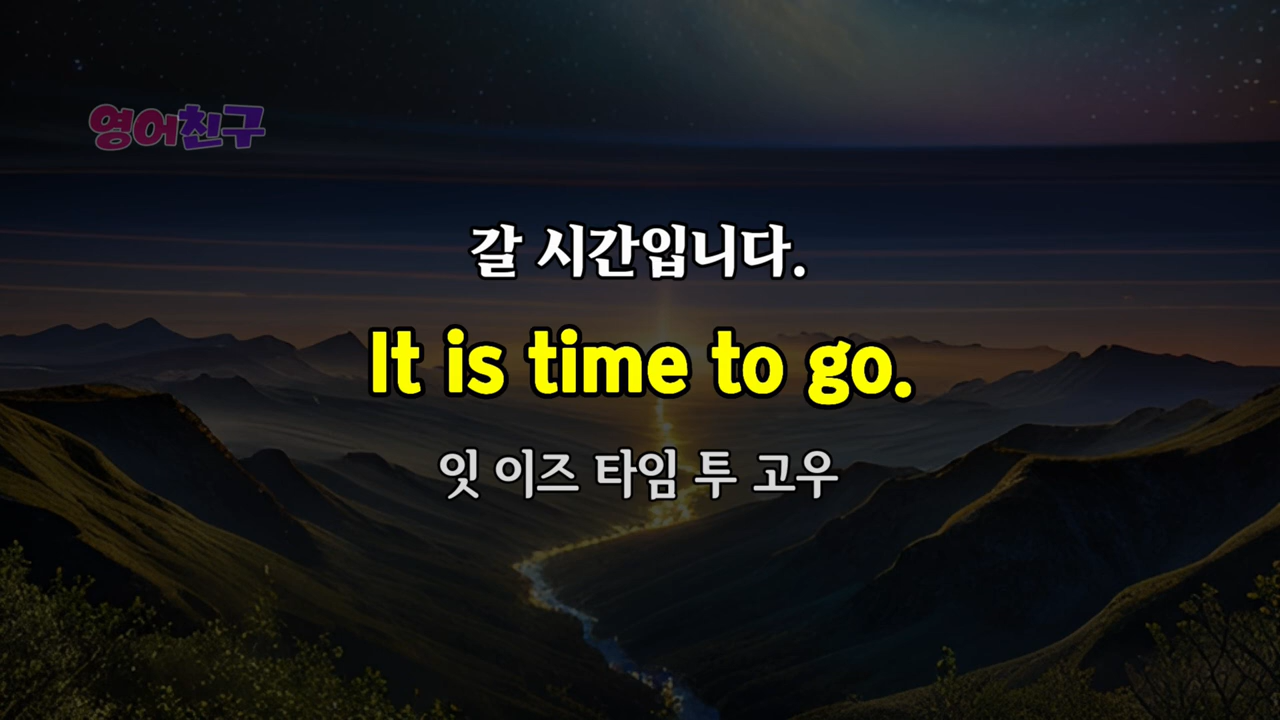 영어친구
갈 시간입니다.
It is time to go.
잇 이즈 타임 투 고우